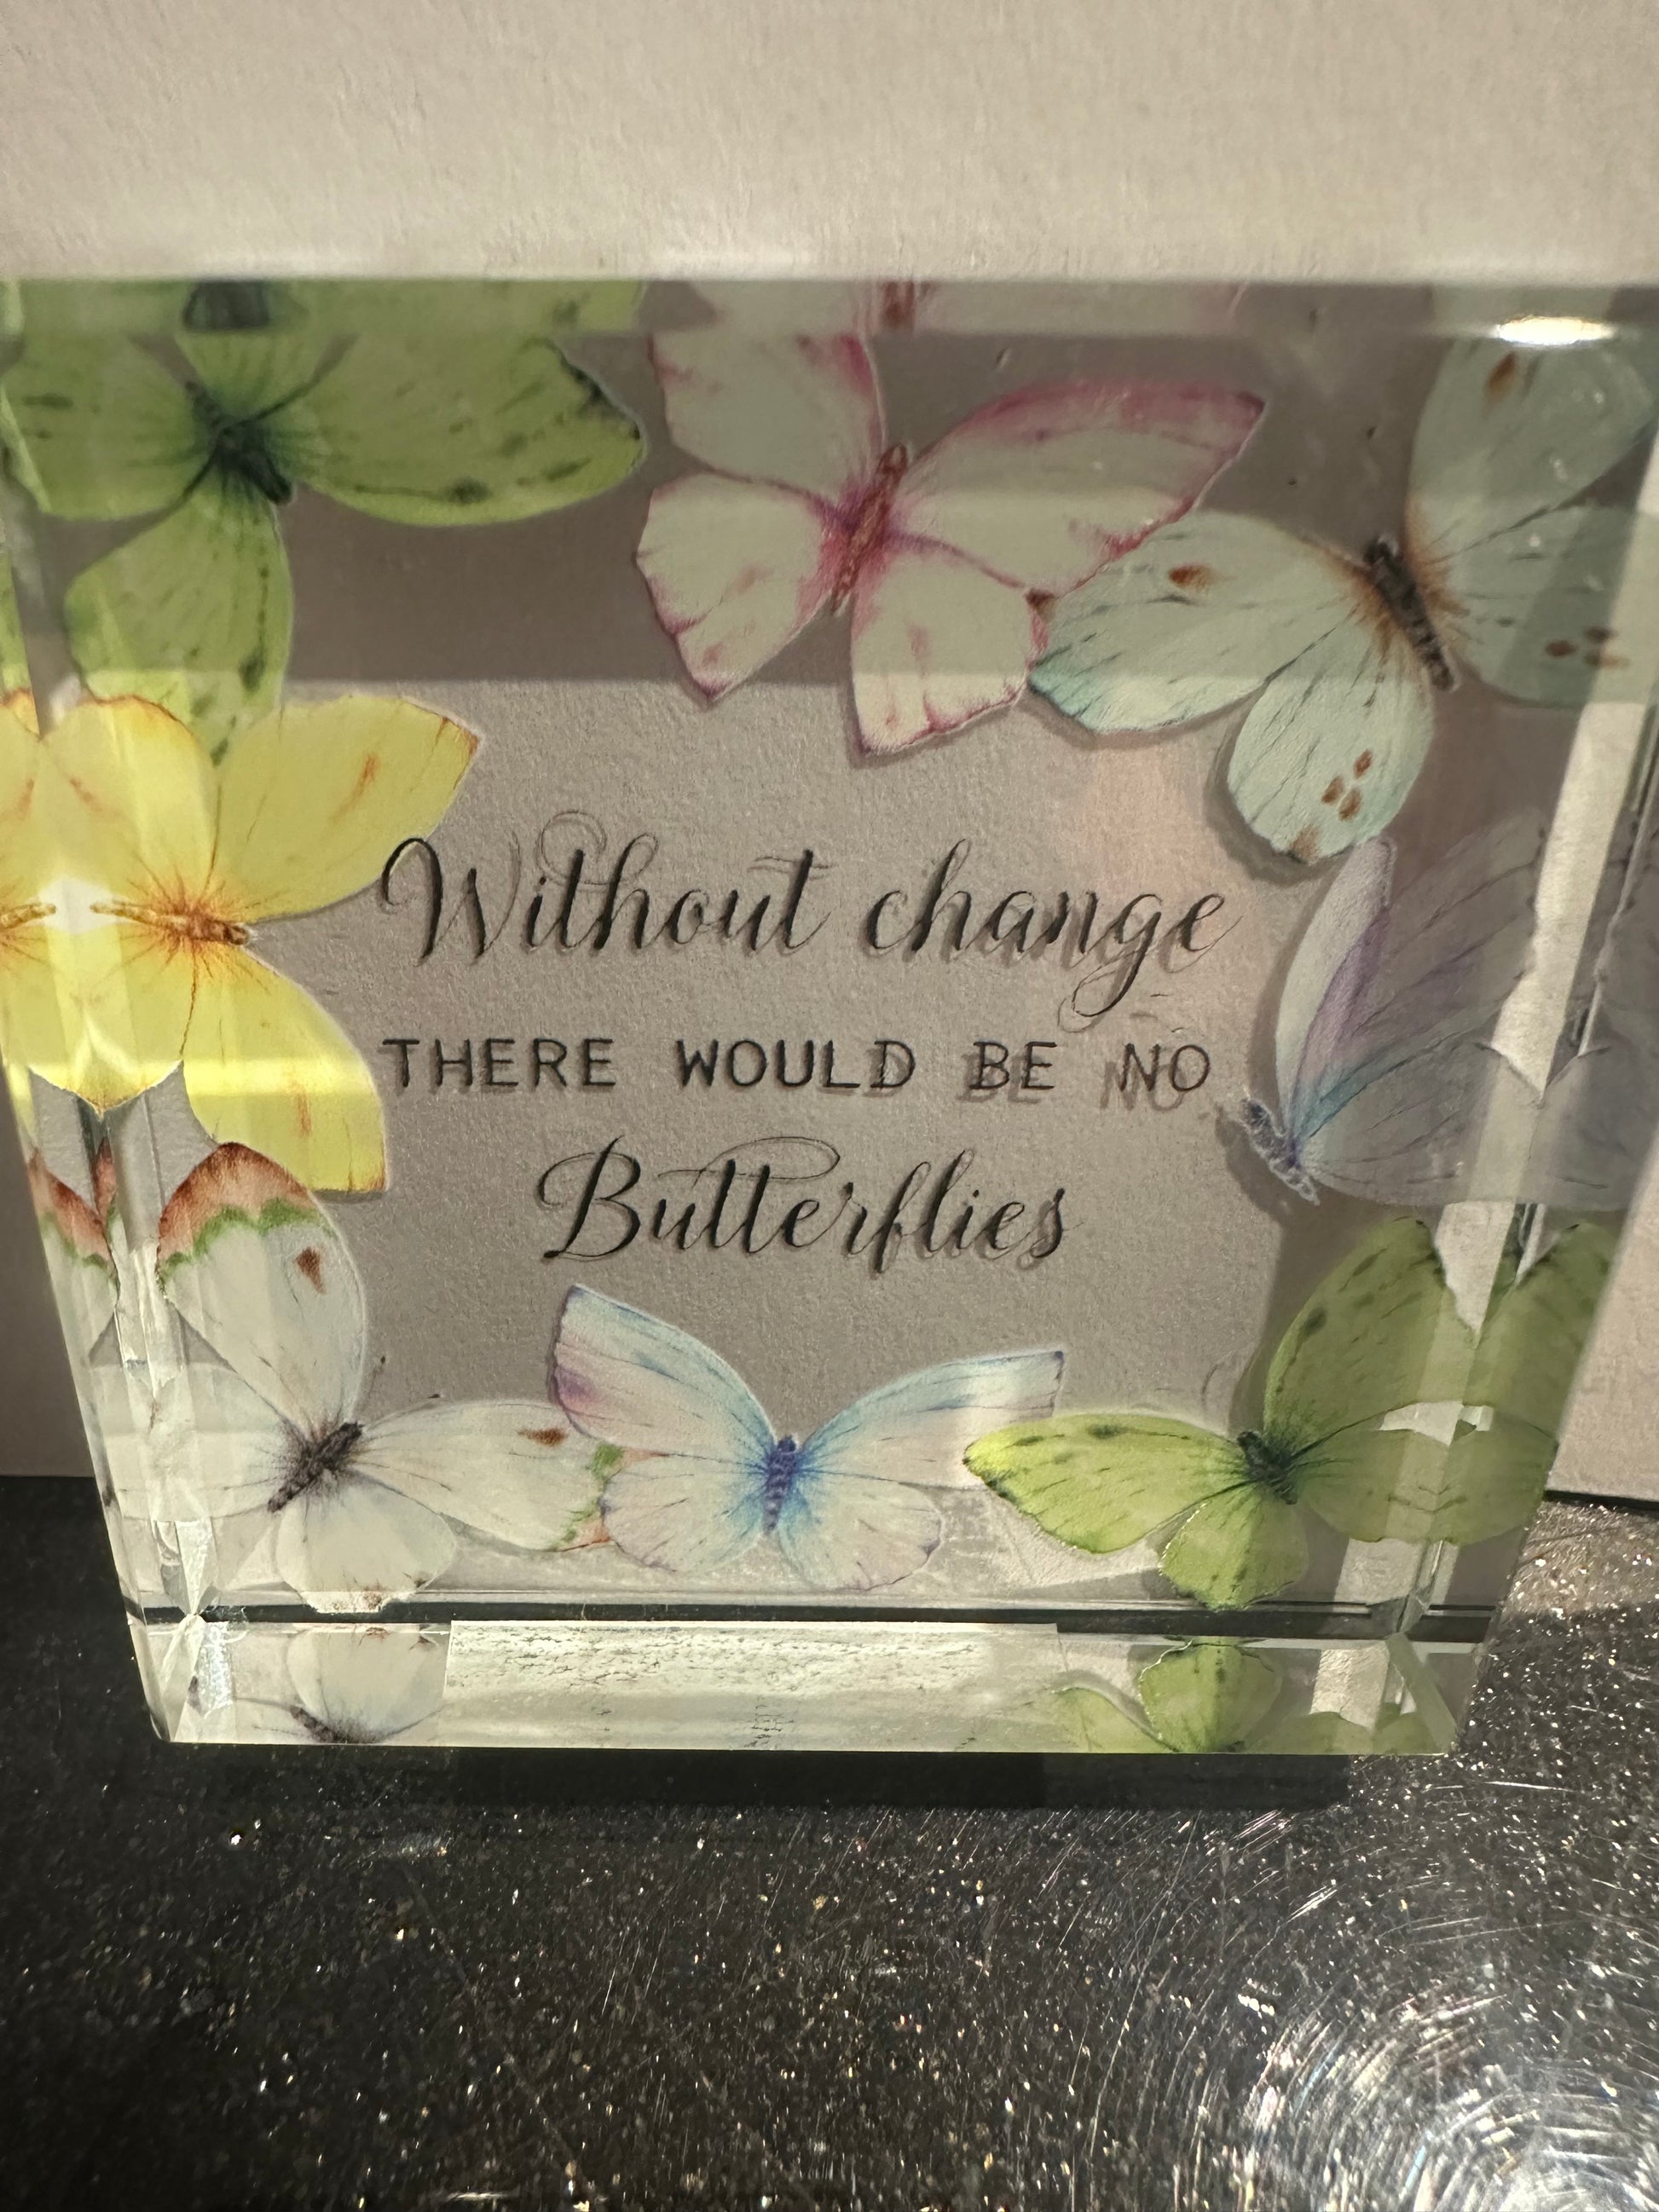 Without change
THERE WOULD BE NO
Butterflies